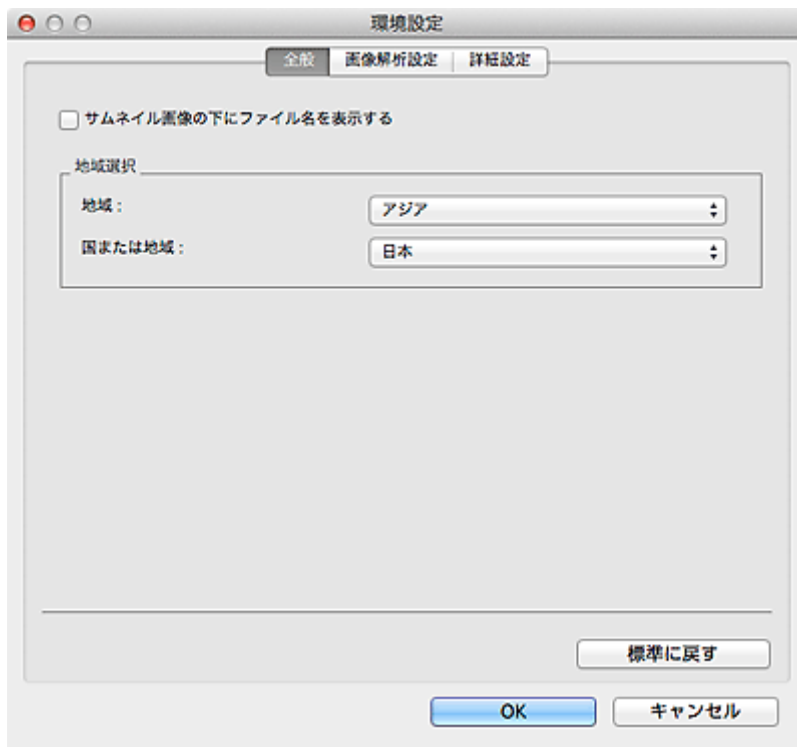 環境設定
全般 画像解析設定 詳細設定
サムネイル画像の下にファイル名を表示する
地域選択
地域： アジア
国または地域： 日本
標準に戻す
OK キャンセル